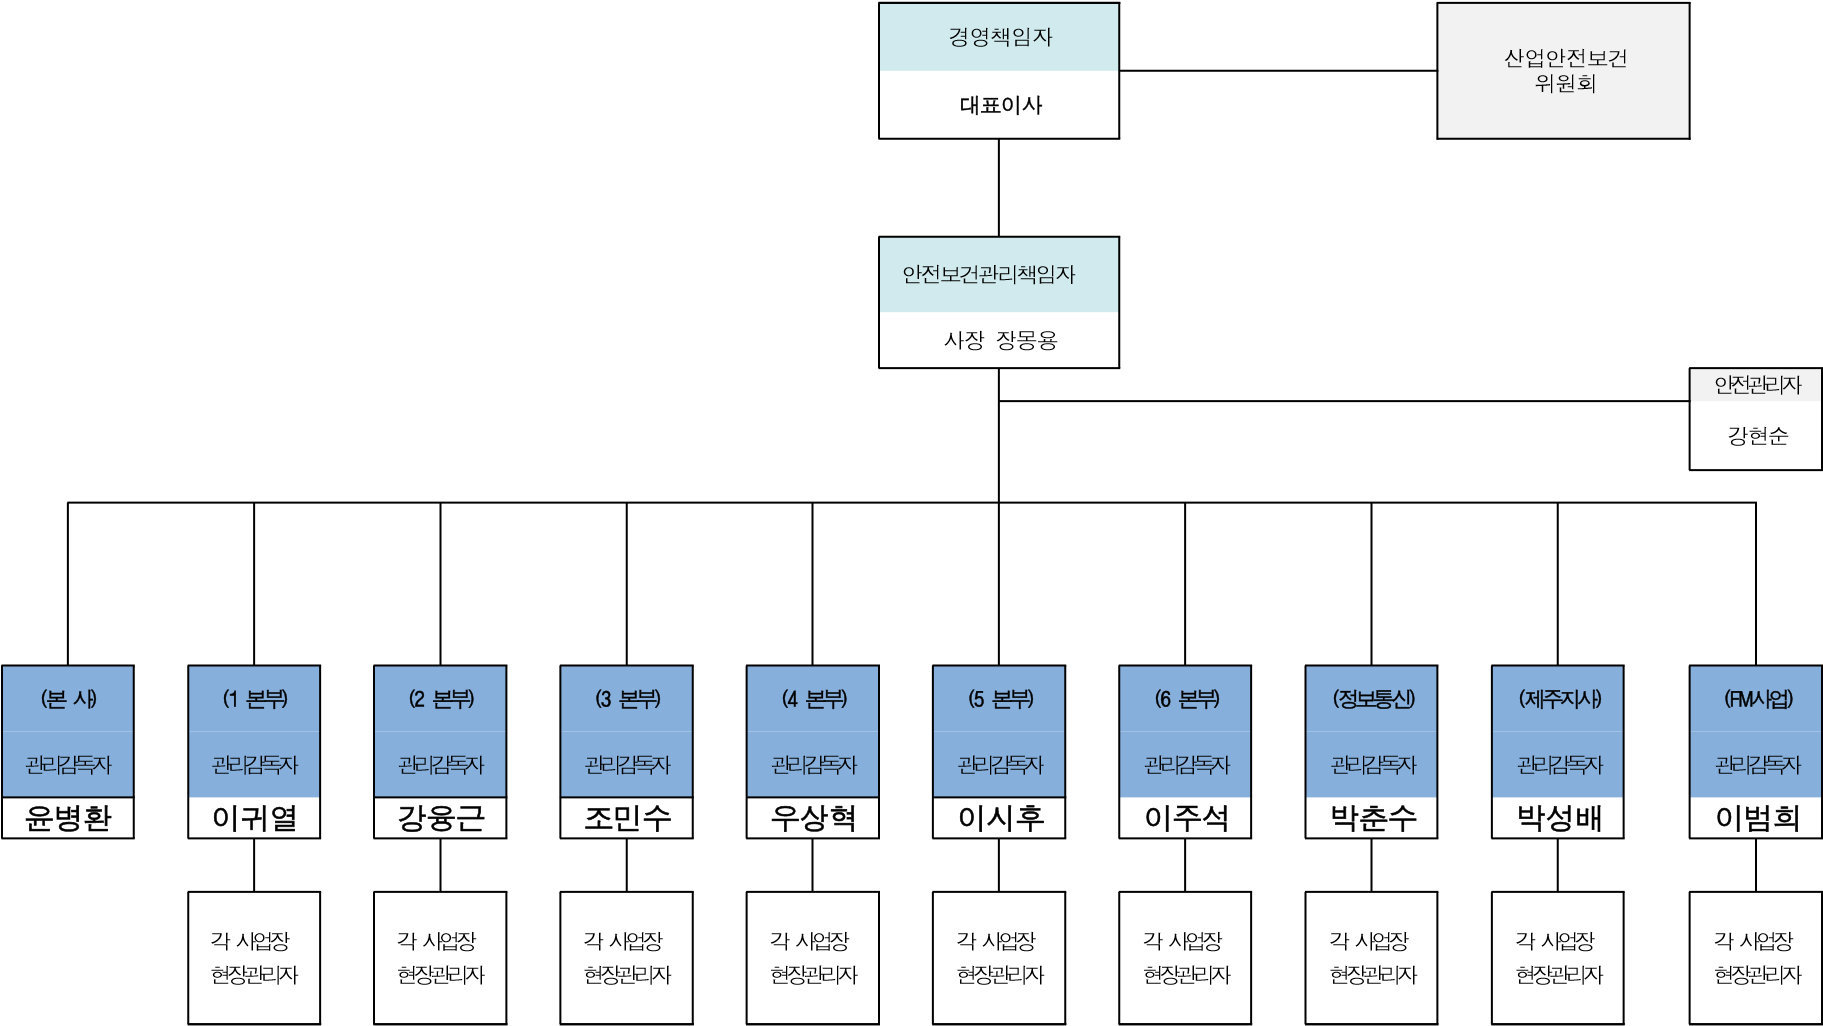 경영책임자
대표이사
산업안전보건
위원회
안전보건관리책임자
사장 장몽용
안전관리자
강현순
(본 사)
관리감독자
윤병환
(1 본부)
관리감독자
이귀열
(2 본부)
관리감독자
강융근
(3 본부)
관리감독자
조민수
(4 본부)
관리감독자
우상혁
(5 본부)
관리감독자
이시후
(6 본부)
관리감독자
이주석
(정보통신)
관리감독자
박춘수
(제주지사)
관리감독자
박성배
(FM사업)
관리감독자
이범희
각 사업장
현장관리자
각 사업장
현장관리자
각 사업장
현장관리자
각 사업장
현장관리자
각 사업장
현장관리자
각 사업장
현장관리자
각 사업장
현장관리자
각 사업장
현장관리자
각 사업장
현장관리자